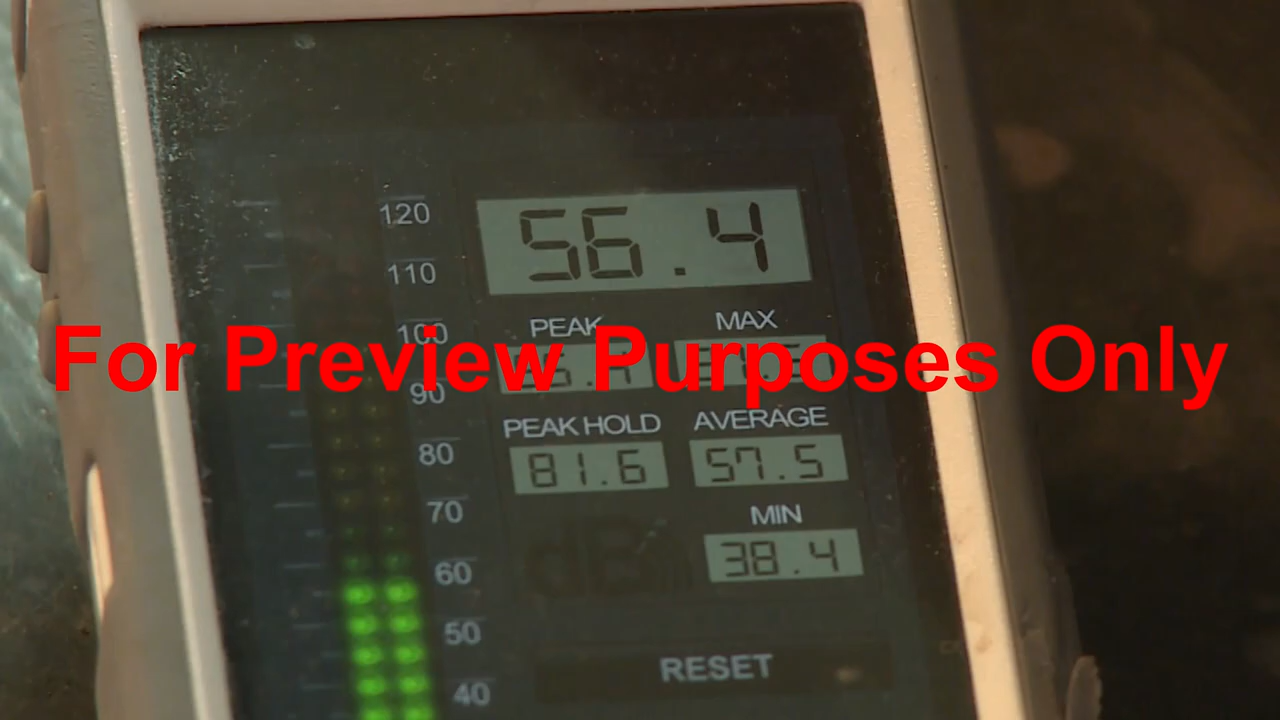 120
56.4
110
PEAK MAX
100
For Preview Purposes Only
90
PEAK HOLD AVERAGE
80
81.6 57.5
70
MIN
60
38.4
50
RESET
40